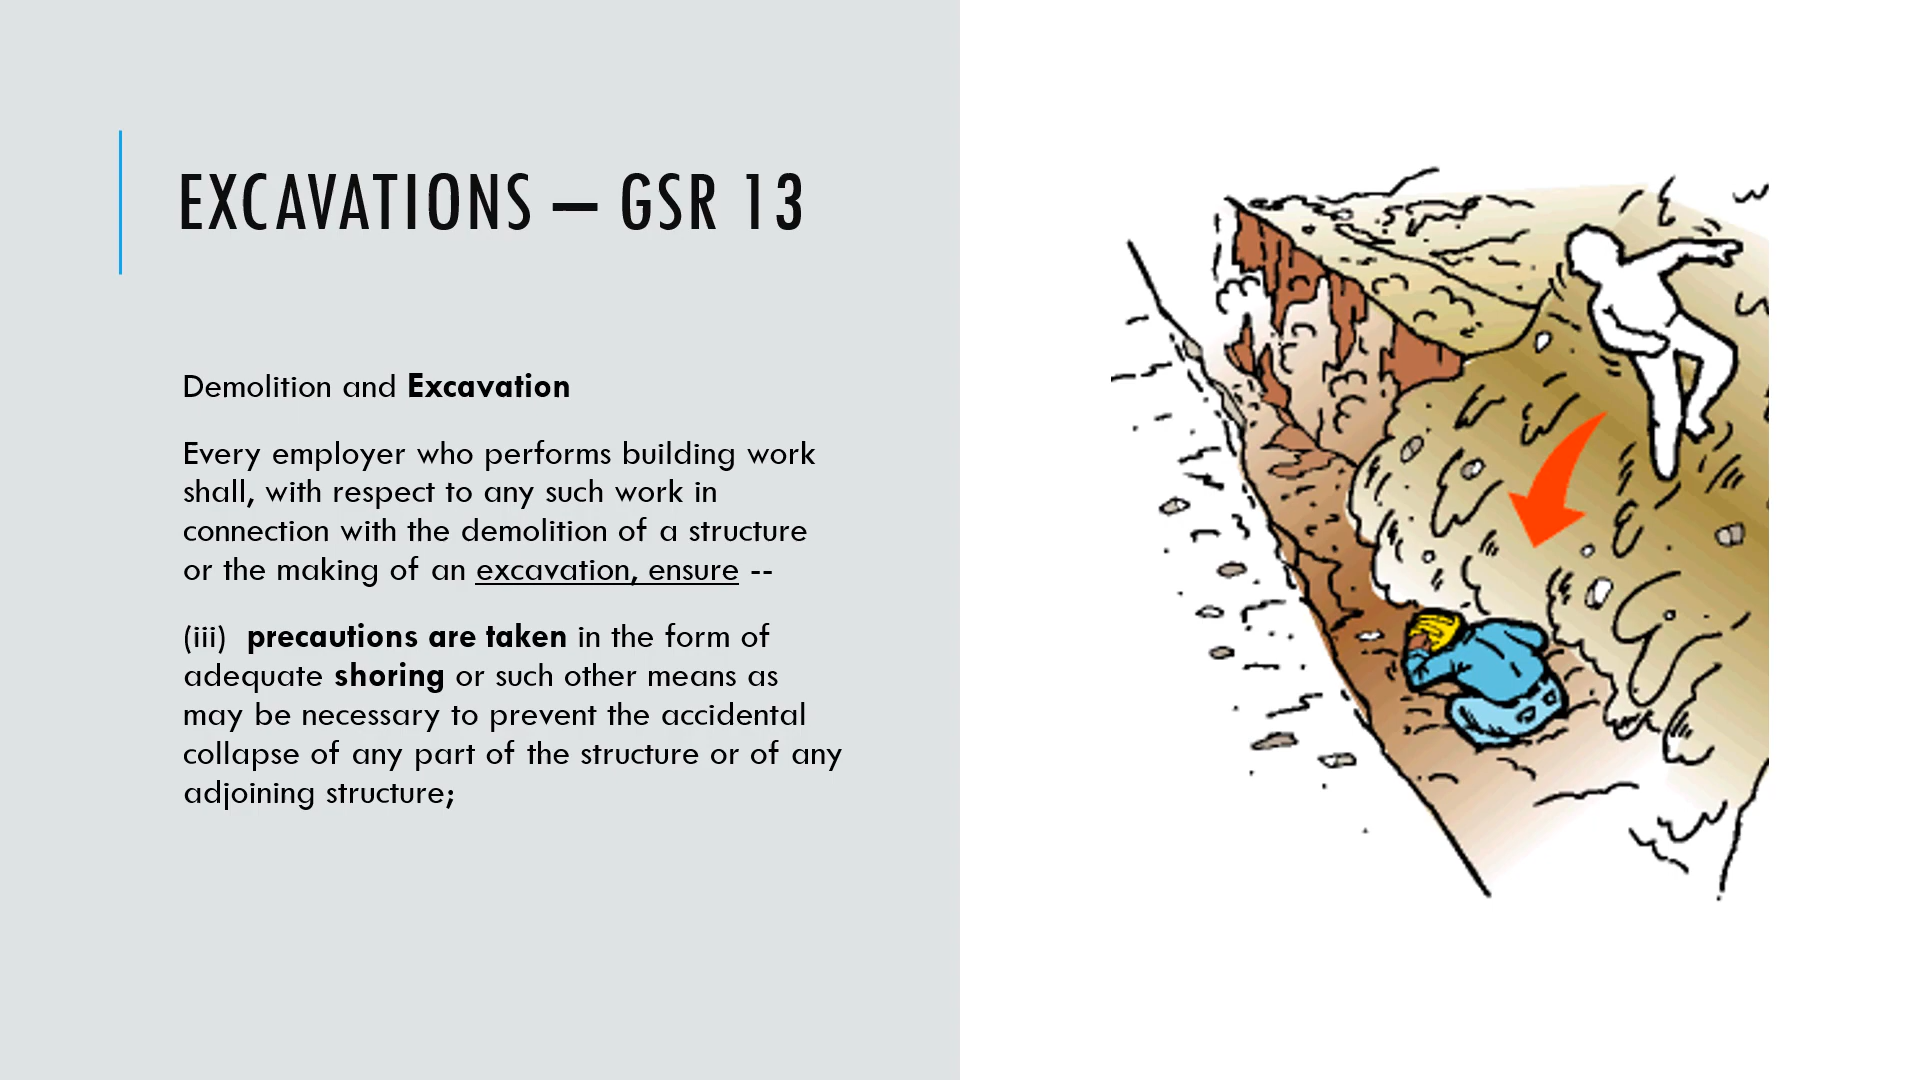 EXCAVATIONS – GSR 13
Demolition and Excavation
Every employer who performs building work
shall, with respect to any such work in
connection with the demolition of a structure
or the making of an excavation, ensure --
(iii)  precautions are taken in the form of
adequate shoring or such other means as
may be necessary to prevent the accidental
collapse of any part of the structure or of any
adjoining structure;